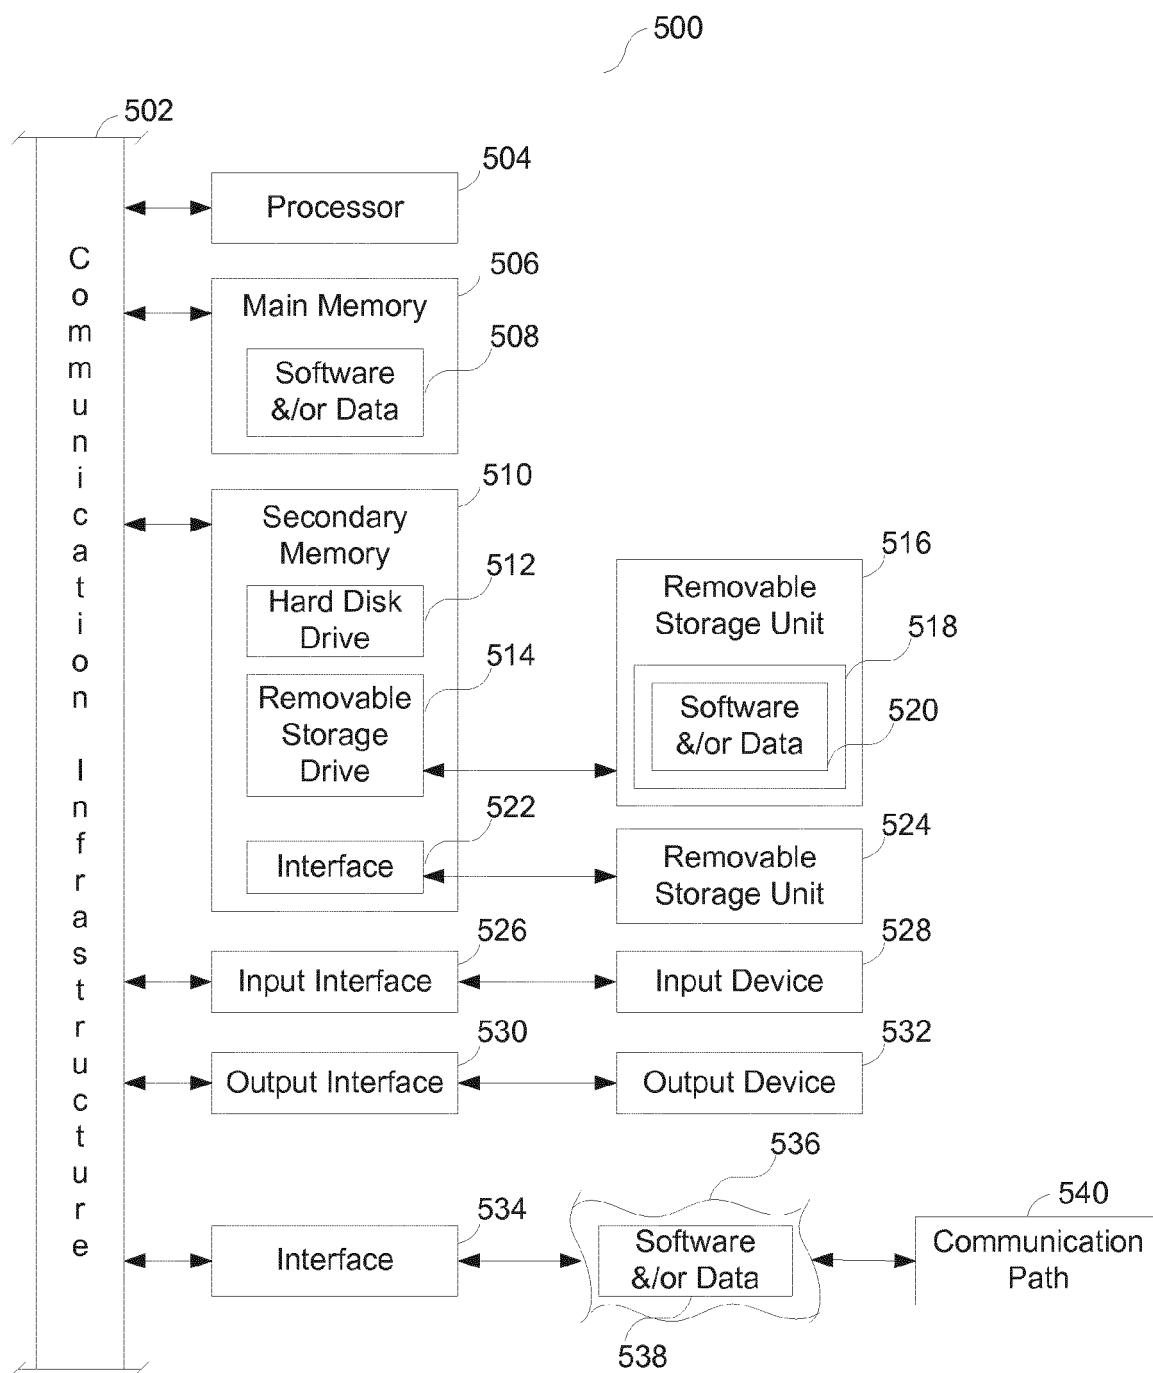 500
502
504
Processor
506
Main Memory
508
Software
&/or Data
510
Secondary
Memory
512
Hard Disk
Drive
514
Removable
Storage
Drive
516
Removable
Storage Unit
518
Software
&/or Data
520
522
Interface
524
Removable
Storage Unit
526
Input Interface
528
Input Device
530
Output Interface
532
Output Device
534
Interface
536
Software
&/or Data
538
540
Communication
Path
Communication Infrastructure